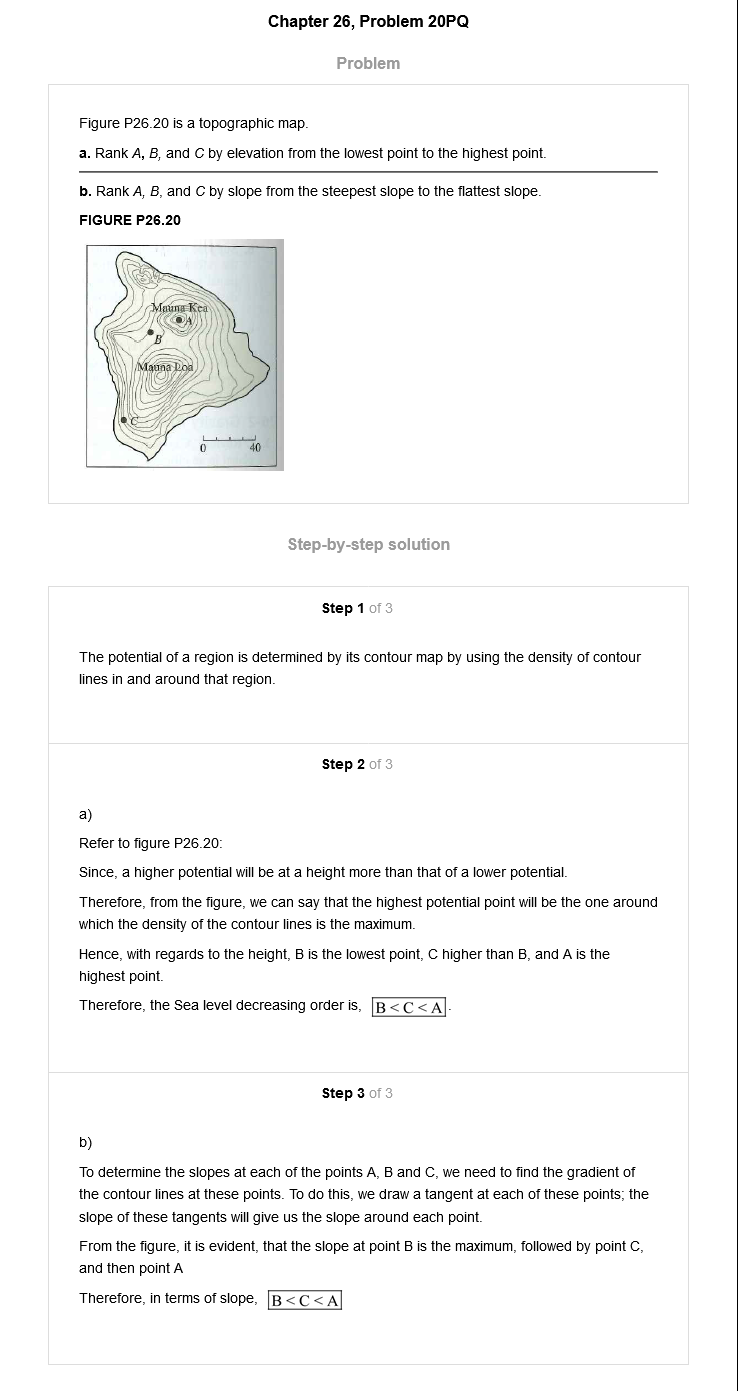 Chapter 26, Problem 20PQ
Problem
Figure P26.20 is a topographic map.
a. Rank A, B, and C by elevation from the lowest point to the highest point.
b. Rank A, B, and C by slope from the steepest slope to the flattest slope.
FIGURE P26.20
Mauna Kea
A
B
Mauna Loa
C
0 40
Step-by-step solution
Step 1 of 3
The potential of a region is determined by its contour map by using the density of contour
lines in and around that region.
Step 2 of 3
a)
Refer to figure P26.20:
Since, a higher potential will be at a height more than that of a lower potential.
Therefore, from the figure, we can say that the highest potential point will be the one around
which the density of the contour lines is the maximum.
Hence, with regards to the height, B is the lowest point, C higher than B, and A is the
highest point.
Therefore, the Sea level decreasing order is, B < C < A.
Step 3 of 3
b)
To determine the slopes at each of the points A, B and C, we need to find the gradient of
the contour lines at these points. To do this, we draw a tangent at each of these points; the
slope of these tangents will give us the slope around each point.
From the figure, it is evident, that the slope at point B is the maximum, followed by point C,
and then point A
Therefore, in terms of slope, B < C < A